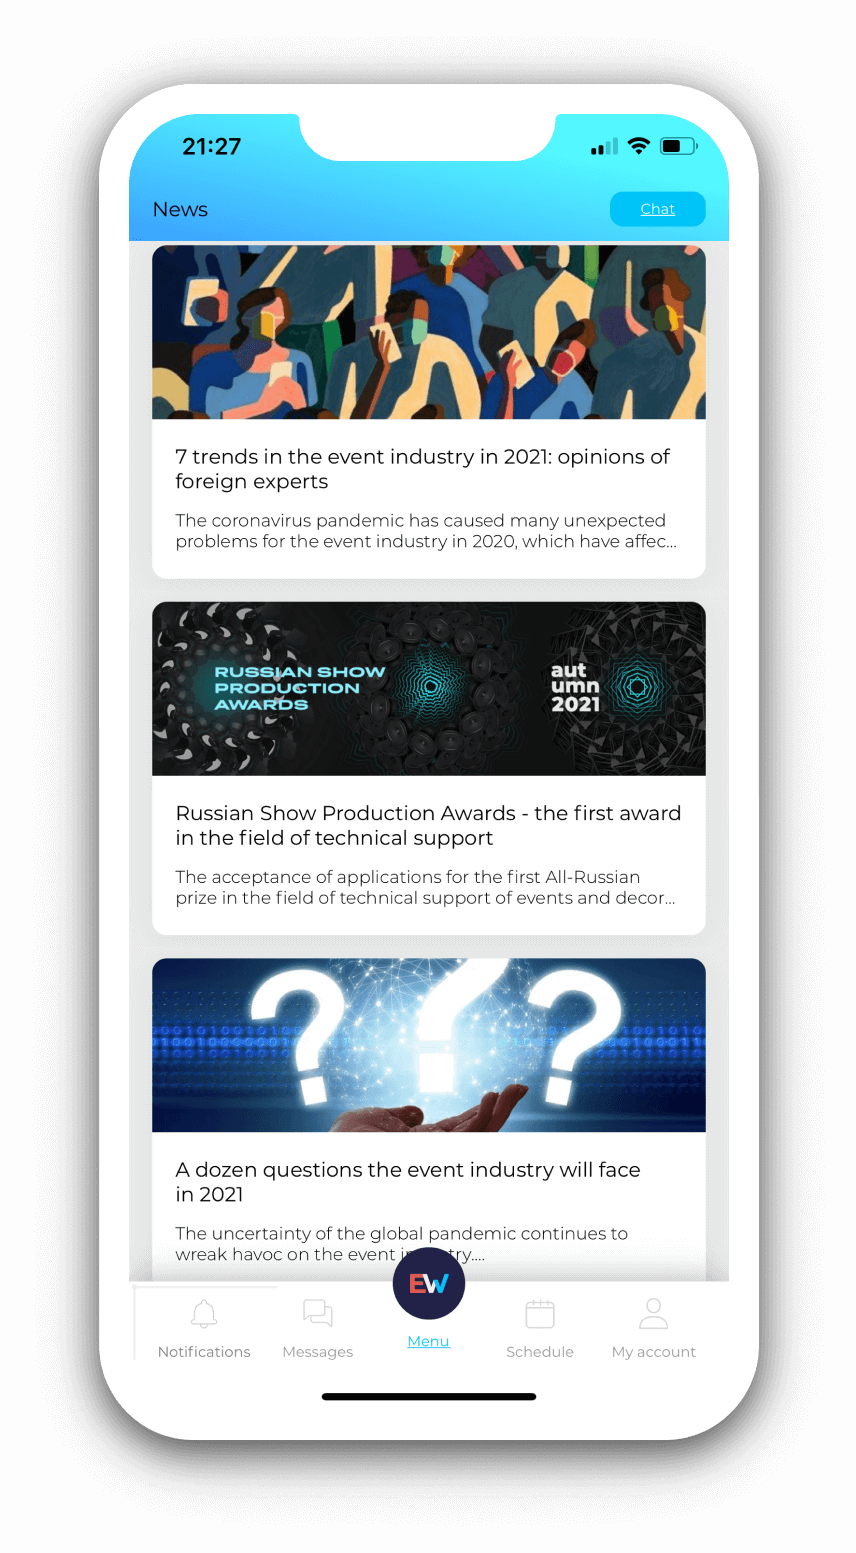 21:27
News
Chat
7 trends in the event industry in 2021: opinions of
foreign experts
The coronavirus pandemic has caused many unexpected
problems for the event industry in 2020, which have affec...
RUSSIAN SHOW
PRODUCTION
AWARDS
aut
umn
2021
Russian Show Production Awards - the first award
in the field of technical support
The acceptance of applications for the first All-Russian
prize in the field of technical support of events and decor...
???
A dozen questions the event industry will face
in 2021
The uncertainty of the global pandemic continues to
wreak havoc on the event
EW
Notifications
Messages
Menu
Schedule
My account